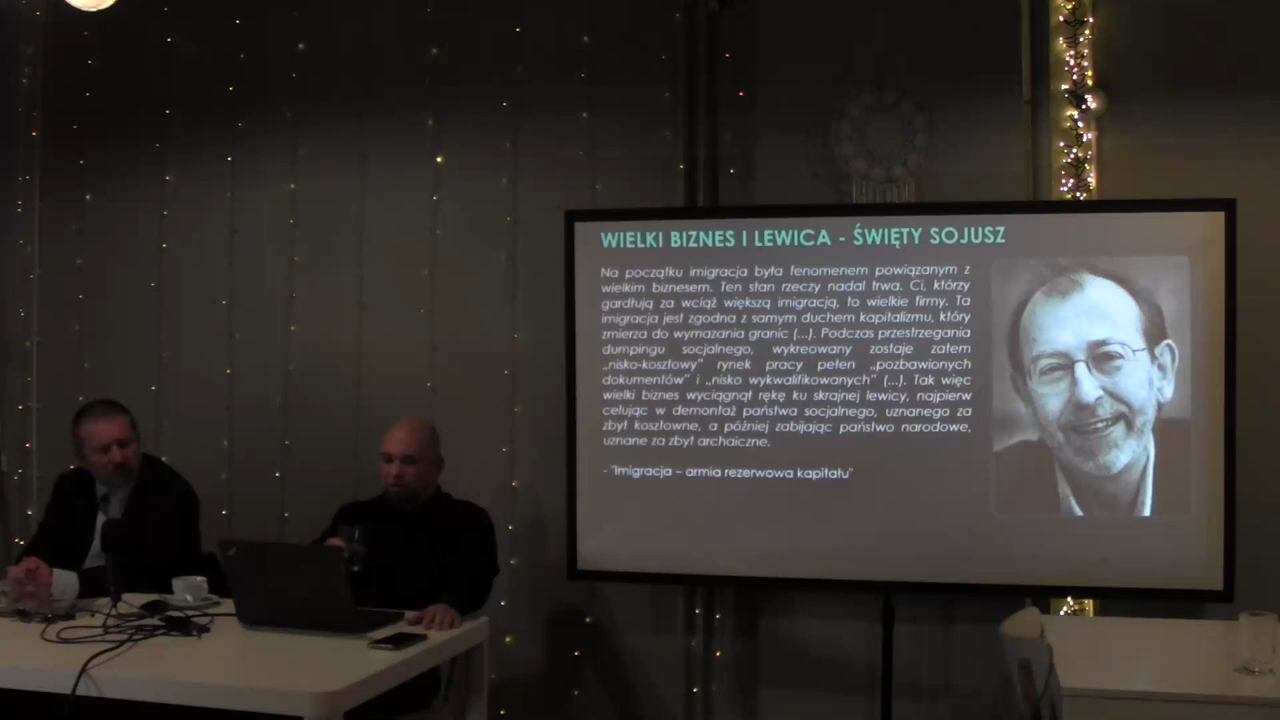 WIELKI BIZNES I LEWICA - ŚWIĘTY SOJUSZ
Na początku imigracja była fenomenem powiązanym z
wielkim biznesem. Ten stan rzeczy nadal trwa. Ci, którzy
gardłują za wciąż większą imigracją, to wielkie firmy. Ta
imigracja jest zgodna z samym duchem kapitalizmu, który
zmierza do wymazania granic (...). Podczas przestrzegania
dumpingu socjalnego, wykreowany zostaje zatem
„nisko-kosztowy” rynek pracy pełen „pozbawionych
dokumentów” i „nisko wykwalifikowanych” (...). Tak więc
wielki biznes wyciągnął rękę ku skrajnej lewicy, najpierw
celując w demontaż państwa socjalnego, uznanego za
zbyt kosztowne, a później zabijając państwo narodowe,
uznane za zbyt archaiczne.
- "Imigracja – armia rezerwowa kapitału"